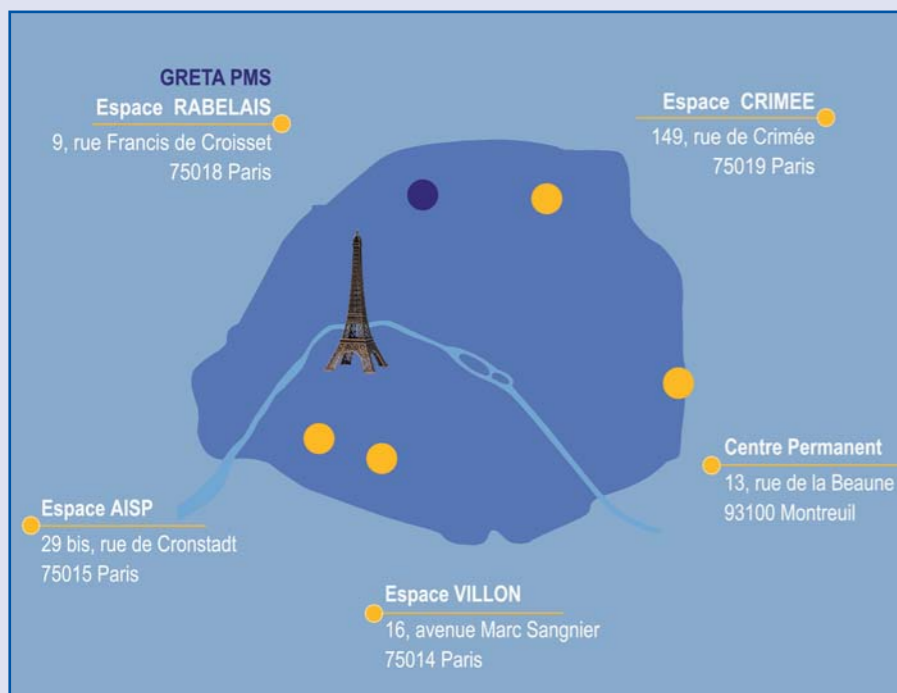 GRETA PMS
Espace RABELAIS
9, rue Francis de Croisset
75018 Paris
Espace CRIMEE
149, rue de Crimée
75019 Paris
Centre Permanent
13, rue de la Beaune
93100 Montreuil
Espace AISP
29 bis, rue de Cronstadt
75015 Paris
Espace VILLON
16, avenue Marc Sangnier
75014 Paris